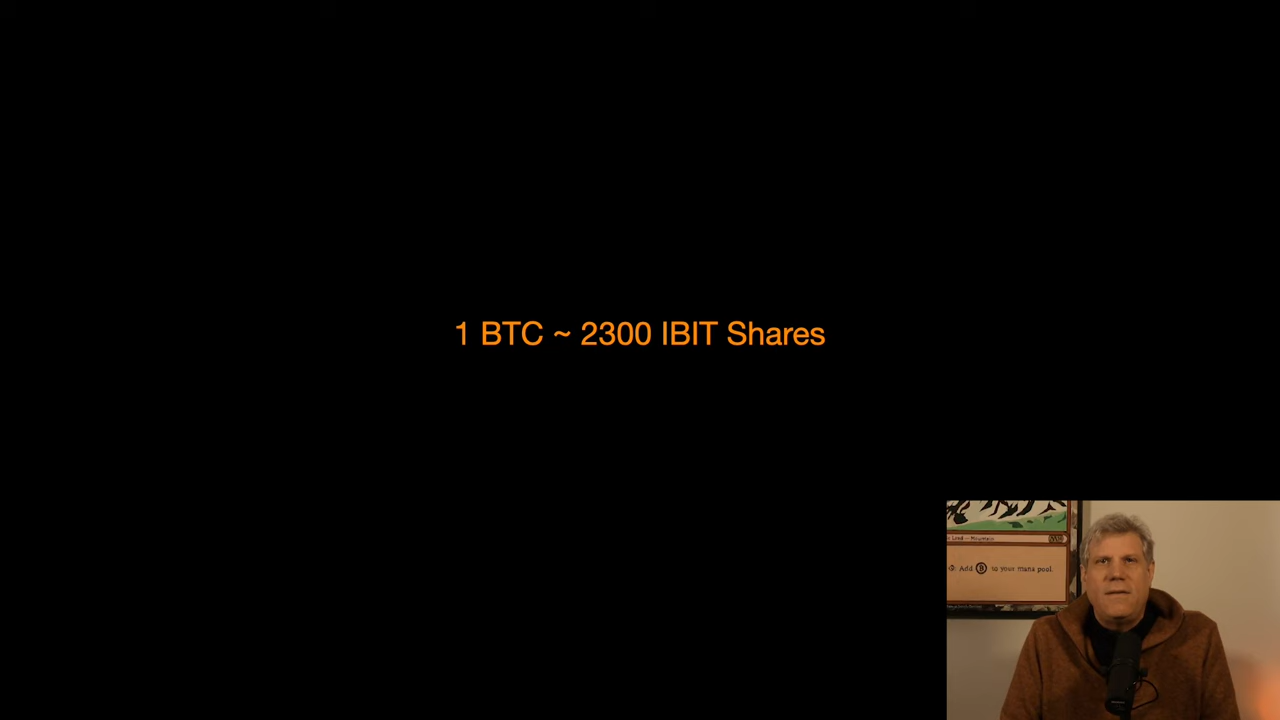 1 BTC ~ 2300 IBIT Shares
Land — Mountain
Add B to your mana pool.